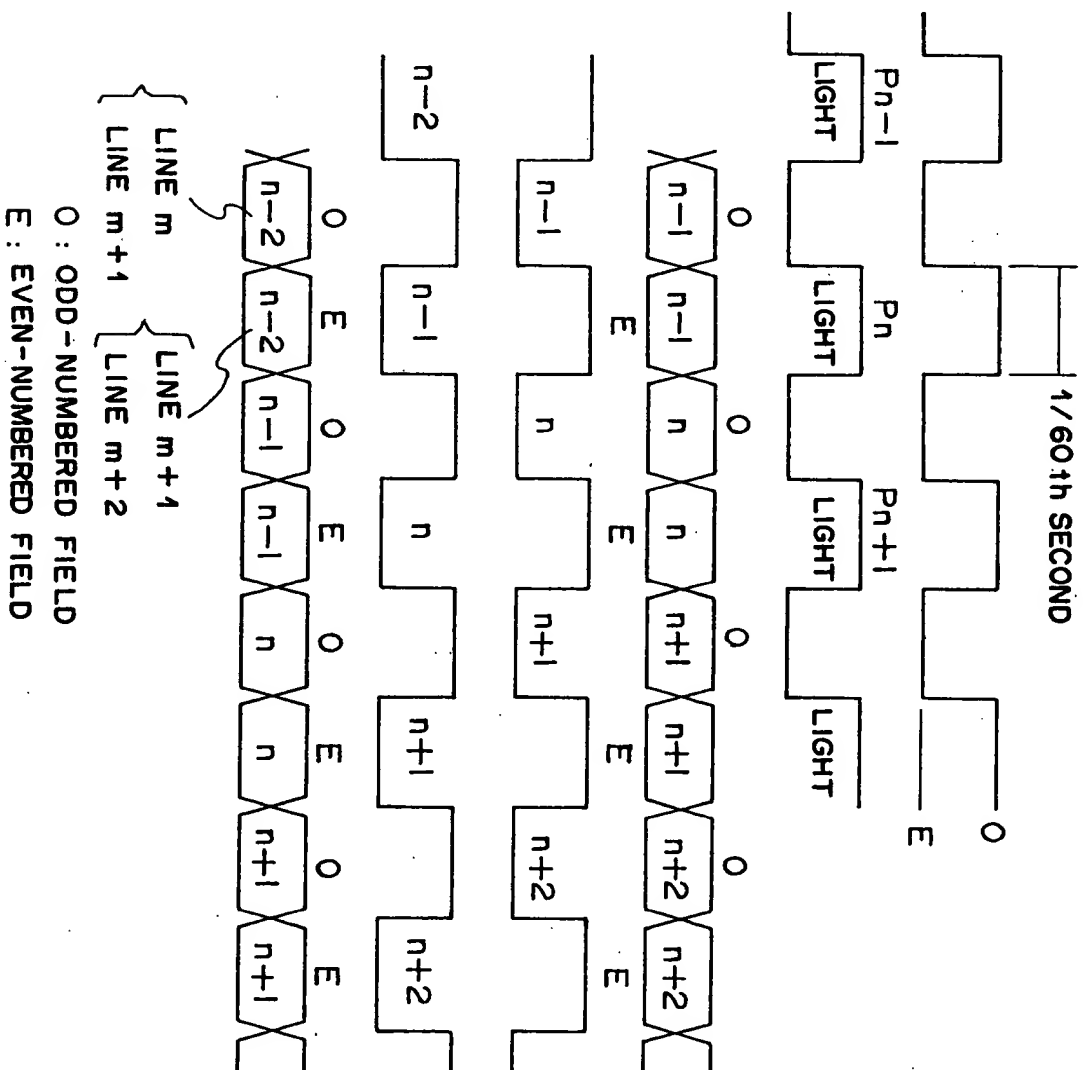 1/60th SECOND
O
E
Pn-1 Pn Pn+1
LIGHT LIGHT LIGHT LIGHT
O O O O
n-1 n-1 n n n+1 n+1 n+2 n+2
E E E E
n-1 n n+1 n+2
n-2 n-1 n n+1 n+2
O E O E O E O E
n-2 n-2 n-1 n-1 n n n+1 n+1
LINE m LINE m+1
LINE m+1 LINE m+2
O : ODD-NUMBERED FIELD
E : EVEN-NUMBERED FIELD